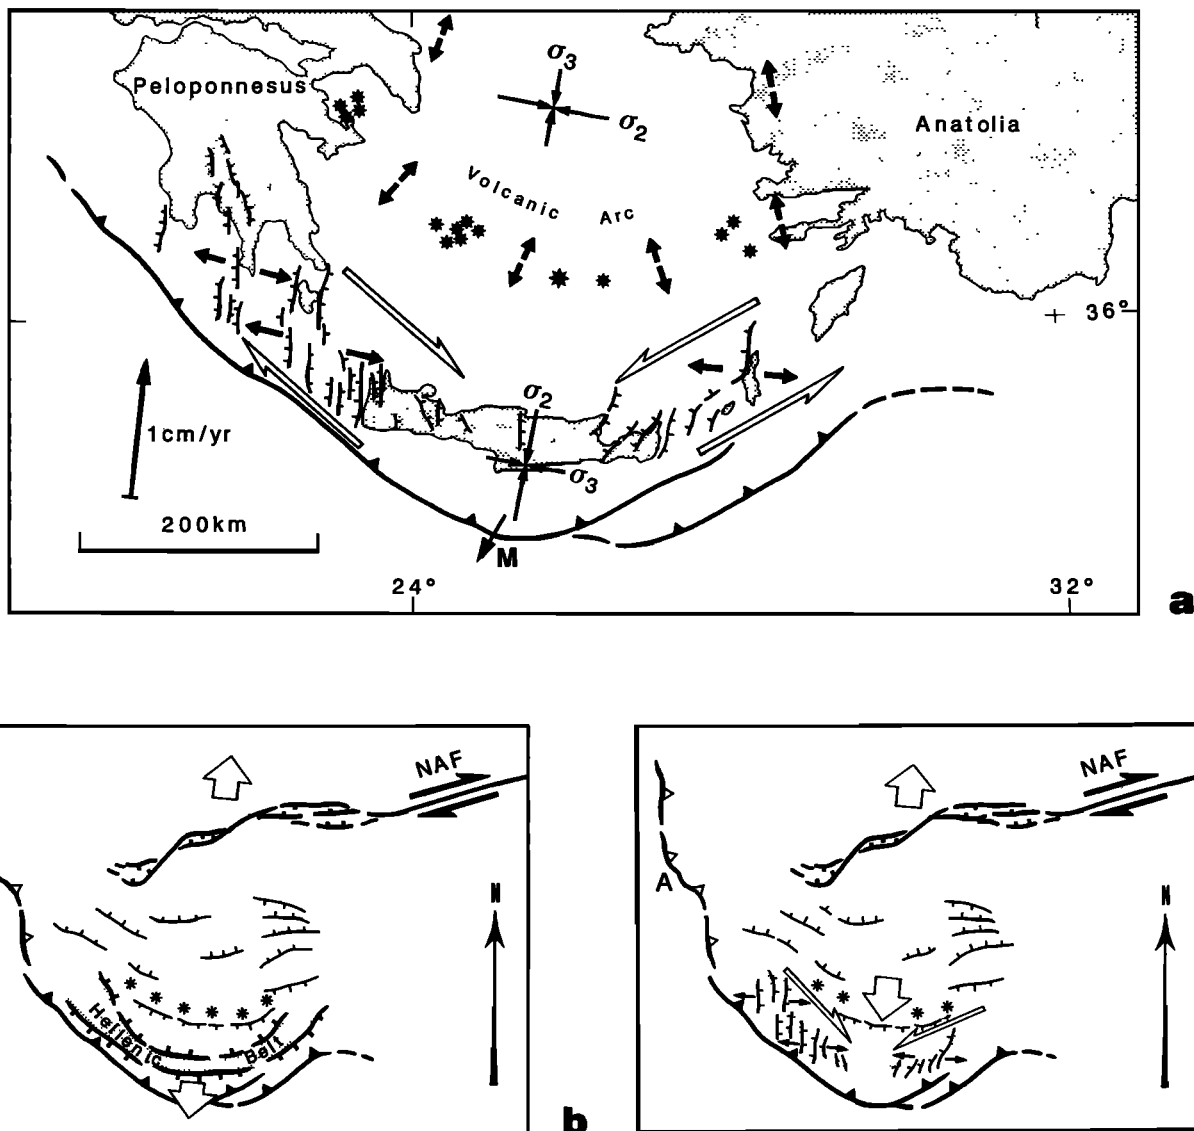 σ3
Peloponnesus
σ2
Anatolia
Volcanic Arc
36°
σ2
1cm/yr
σ3
200km
M
24°
32°
a
NAF
NAF
A
N
N
Hellenic Belt
b